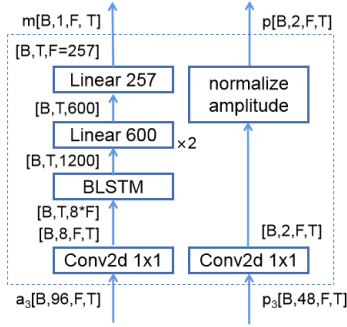 m[B,1,F, T]
p[B,2,F,T]
[B,T,F=257]
Linear 257
normalize
amplitude
[B,T,600]
Linear 600
×2
[B,T,1200]
BLSTM
[B,T,8*F]
[B,8,F,T]
[B,2,F,T]
Conv2d 1x1
Conv2d 1x1
a3[B,96,F,T]
p3[B,48,F,T]